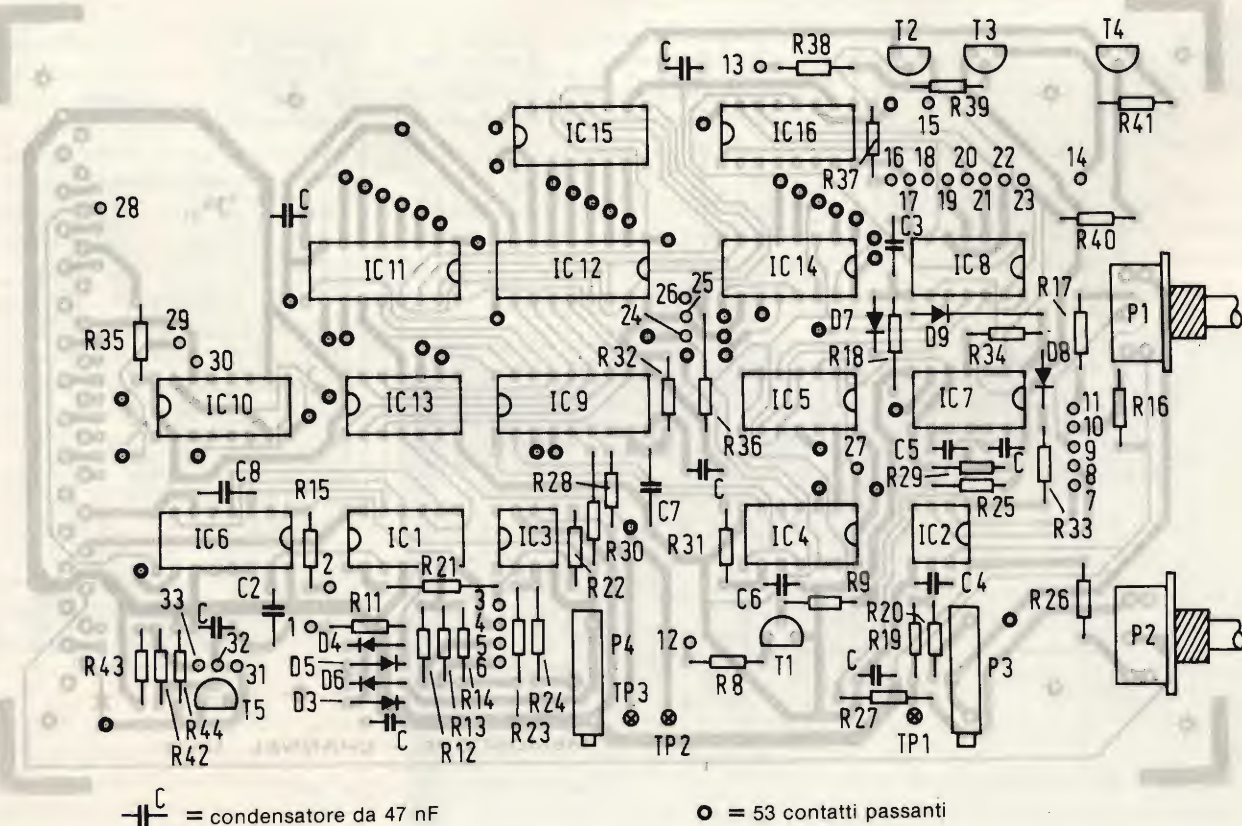 T2 T3 T4
C 13 R38
R39 R41
IC15 IC16 15
R37 16 18 20 22 14
17 19 21 23
28 C C3 R40
IC11 IC12 IC14 IC8
26 25 R17 P1
R35 29 24 D7 D9
30 R32 R18 R34 D8
IC10 IC13 IC9 IC5 IC7 11 R16
10
R36 27 C5 C 9
C8 R28 C R29 8
R15 C7 R25 7
IC6 IC1 IC3 R30 R31 IC4 IC2 R33
2 R21 R22
C2 C6 R9 C4 R26
33 C R11 3 R20
1 D4 4 P4 12 T1 R19 P2
32 D5 5
R43 31 D6 6 R8 C P3
R44 T5 D3 R14 R24 TP3 R27
R42 C R13 R23 TP2 TP1
R12
C = condensatore da 47 nF
= 53 contatti passanti